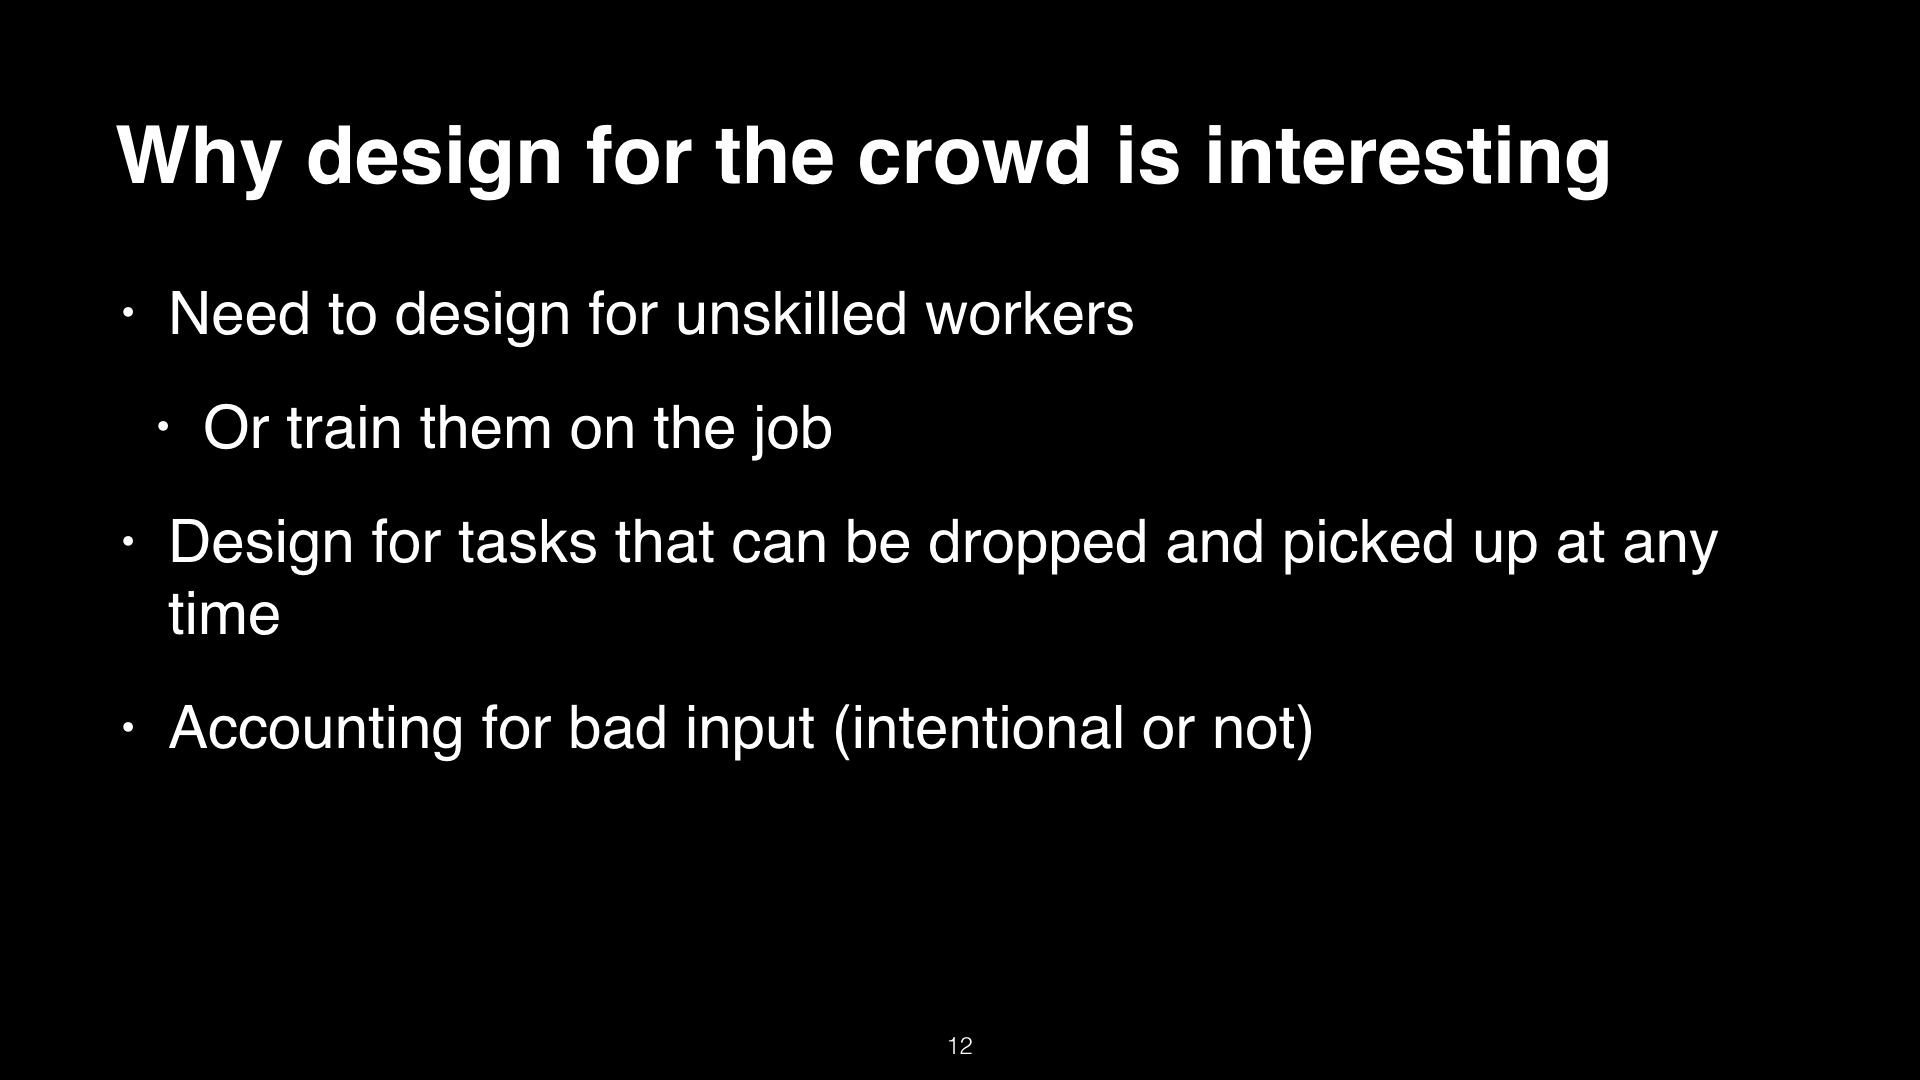 Why design for the crowd is interesting
• Need to design for unskilled workers
• Or train them on the job
• Design for tasks that can be dropped and picked up at any
time
• Accounting for bad input (intentional or not)
12